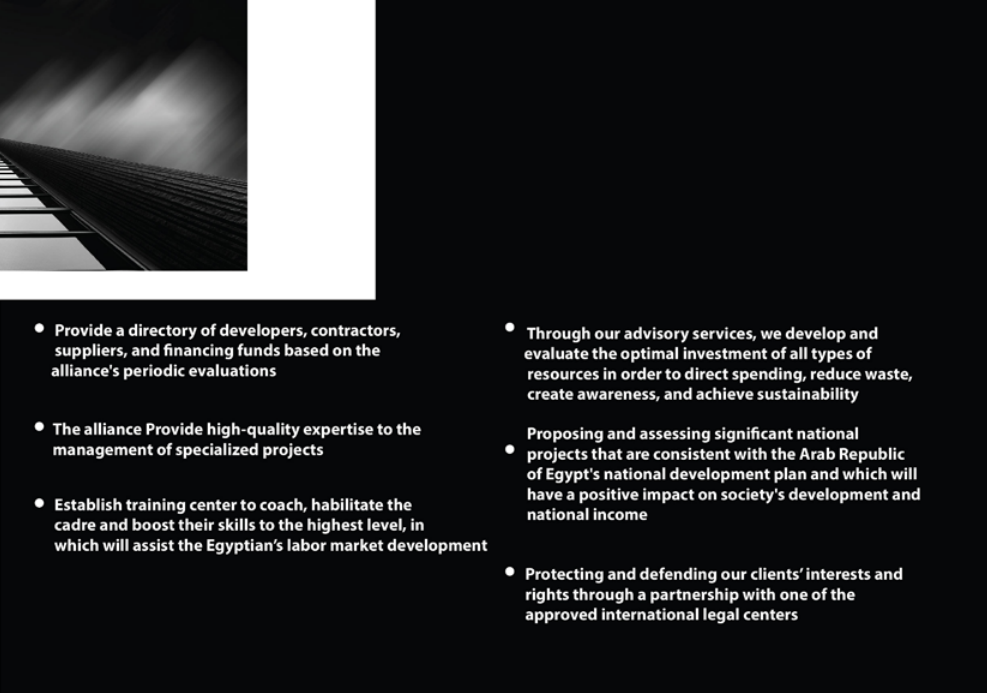 Provide a directory of developers, contractors,
suppliers, and financing funds based on the
alliance's periodic evaluations
The alliance Provide high-quality expertise to the
management of specialized projects
Establish training center to coach, habilitate the
cadre and boost their skills to the highest level, in
which will assist the Egyptian’s labor market development
Through our advisory services, we develop and
evaluate the optimal investment of all types of
resources in order to direct spending, reduce waste,
create awareness, and achieve sustainability
Proposing and assessing significant national
projects that are consistent with the Arab Republic
of Egypt's national development plan and which will
have a positive impact on society's development and
national income
Protecting and defending our clients’ interests and
rights through a partnership with one of the
approved international legal centers